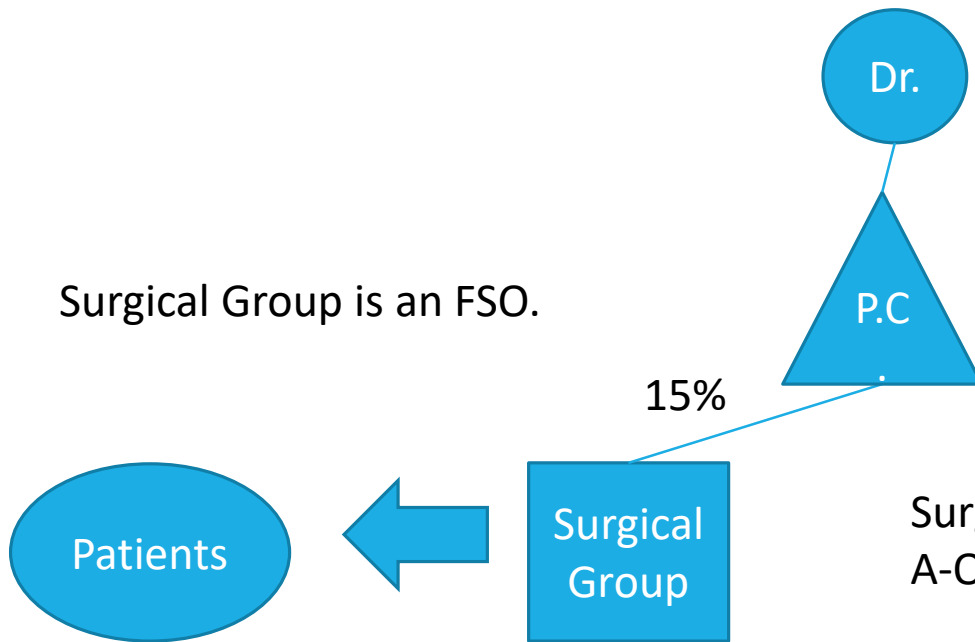 Dr.
Surgical Group is an FSO.
P.C
.
15%
Patients
Surgical
Group
A-O